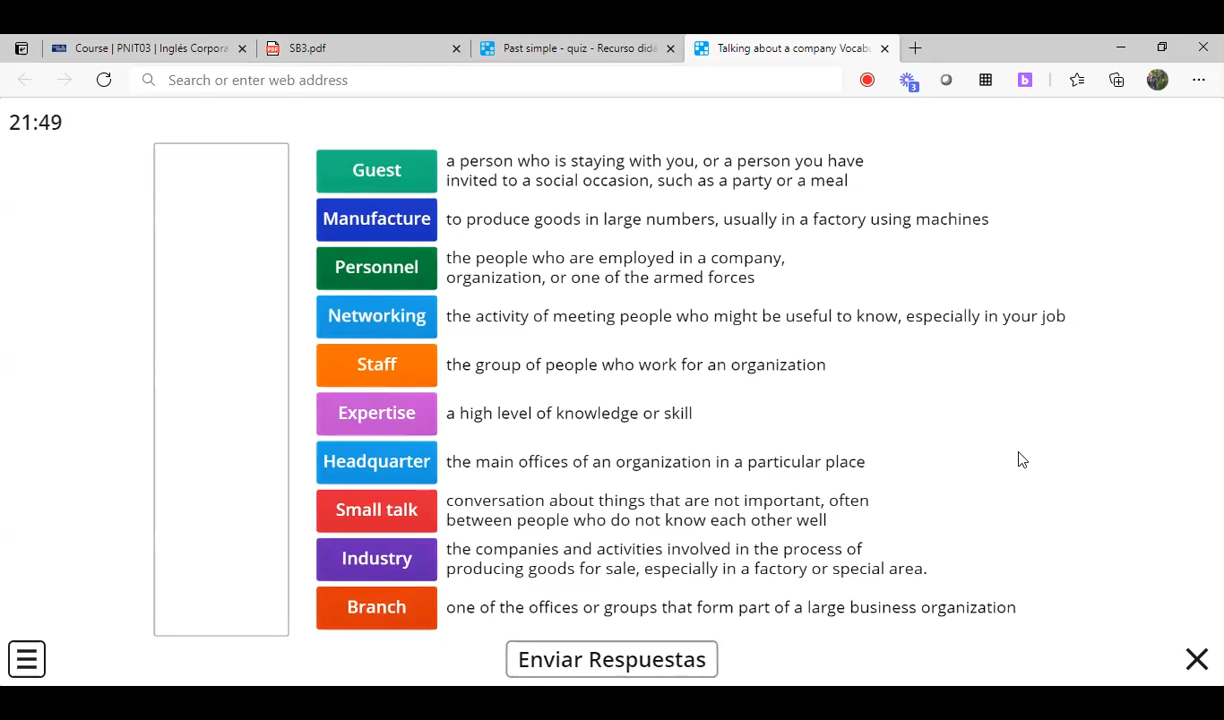 Course | PNIT03 | Inglés Corpora
SB3.pdf
Past simple - quiz - Recurso didá
Talking about a company Vocabu
Search or enter web address
3
b
21:49
Guest
a person who is staying with you, or a person you have
invited to a social occasion, such as a party or a meal
Manufacture
to produce goods in large numbers, usually in a factory using machines
Personnel
the people who are employed in a company,
organization, or one of the armed forces
Networking
the activity of meeting people who might be useful to know, especially in your job
Staff
the group of people who work for an organization
Expertise
a high level of knowledge or skill
Headquarter
the main offices of an organization in a particular place
Small talk
conversation about things that are not important, often
between people who do not know each other well
Industry
the companies and activities involved in the process of
producing goods for sale, especially in a factory or special area.
Branch
one of the offices or groups that form part of a large business organization
Enviar Respuestas